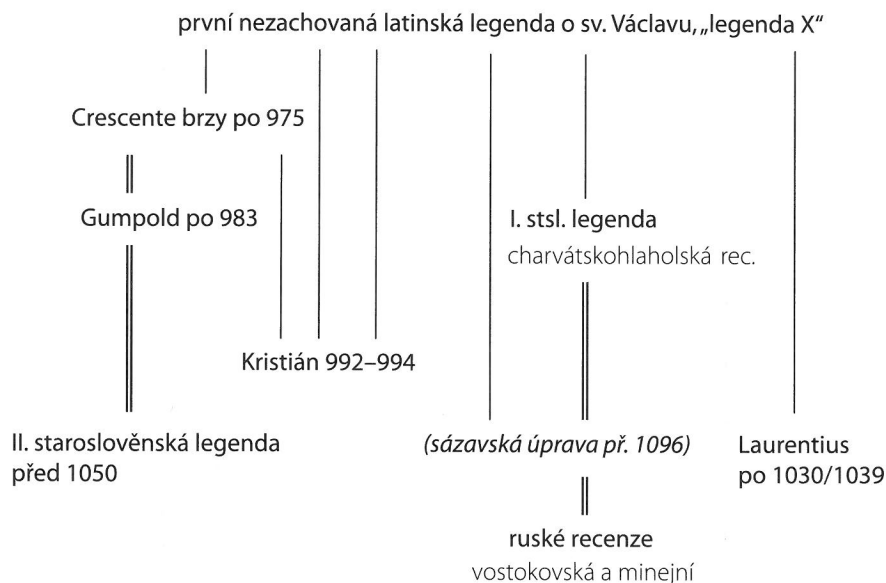 první nezachovaná latinská legenda o sv. Václavu, „legenda X“
Crescente brzy po 975
Gumpold po 983
I. stsl. legenda
charvátskohlaholská rec.
Kristián 992–994
II. staroslověnská legenda
před 1050
(sázavská úprava př. 1096)
Laurentius
po 1030/1039
ruské recenze
vostokovská a minejní